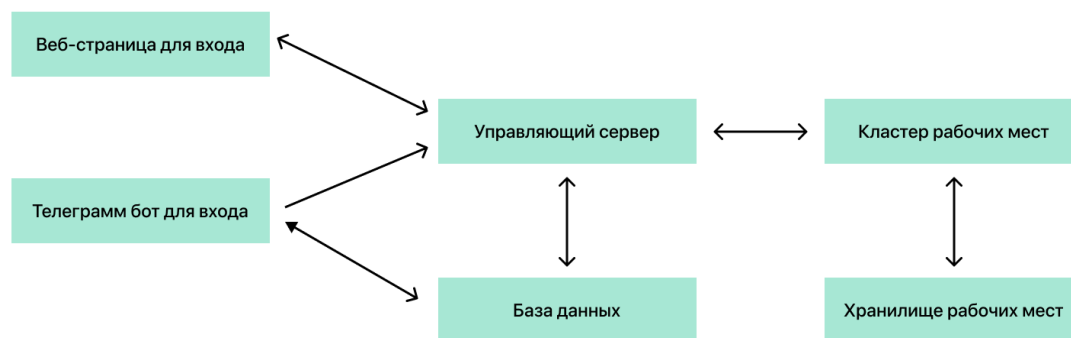 Веб-страница для входа
Управляющий сервер
Кластер рабочих мест
Телеграмм бот для входа
База данных
Хранилище рабочих мест